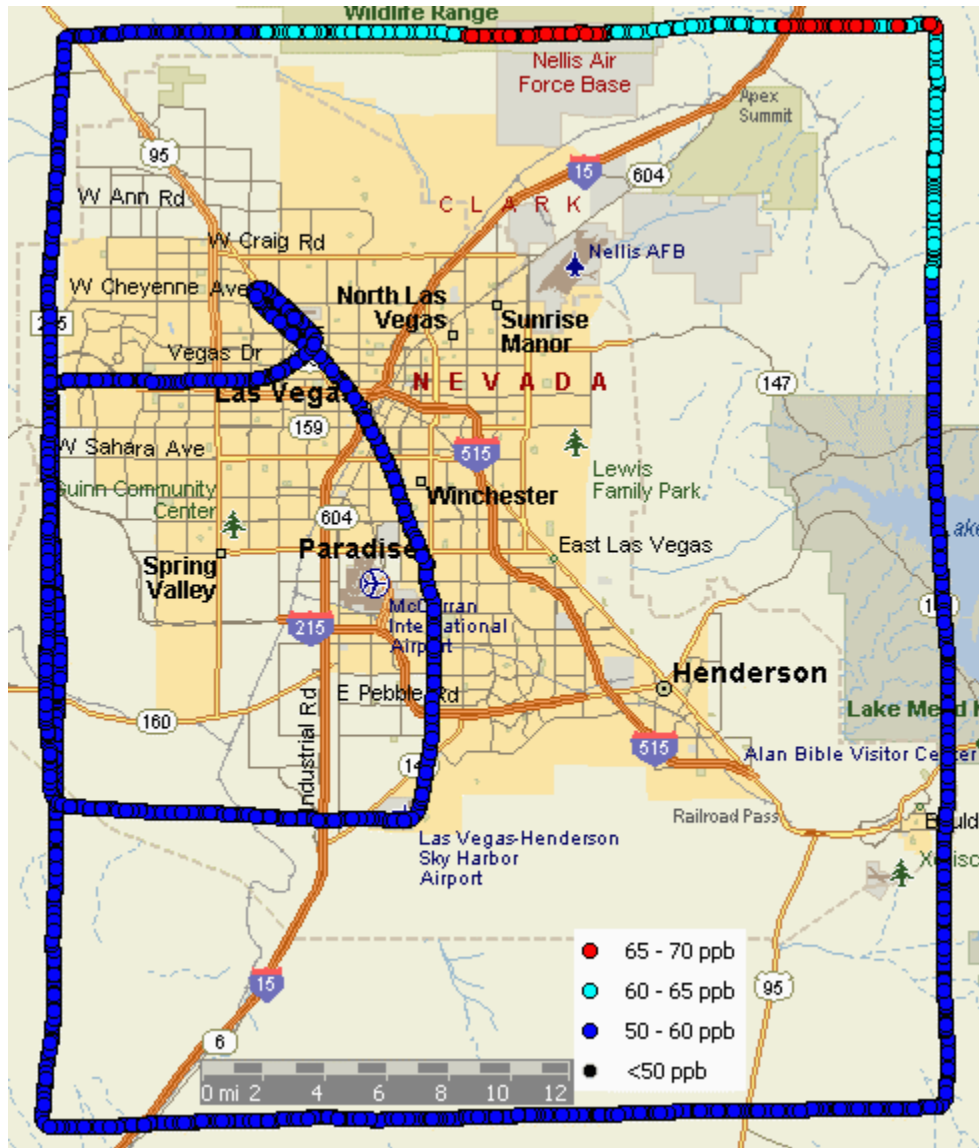 Wildlife Range
Nellis Air
Force Base
Apex
Summit
95
15
604
W Ann Rd
C L A R K
W Craig Rd
Nellis AFB
W Cheyenne Ave
North Las
Vegas
Sunrise
Manor
Vegas Dr
N E V A D A
147
Las Vegas
159
W Sahara Ave
515
Lewis
Family Park
Community
Center
Winchester
604
Paradise
East Las Vegas
Spring
Valley
McCarran
International
Airport
215
Henderson
E Pebble Rd
160
Industrial Rd
Lake Mead
515
Alan Bible Visitor Center
Railroad Pass
Las Vegas-Henderson
Sky Harbor
Airport
65 - 70 ppb
60 - 65 ppb
50 - 60 ppb
<50 ppb
15
95
6
0 mi 2 4 6 8 10 12